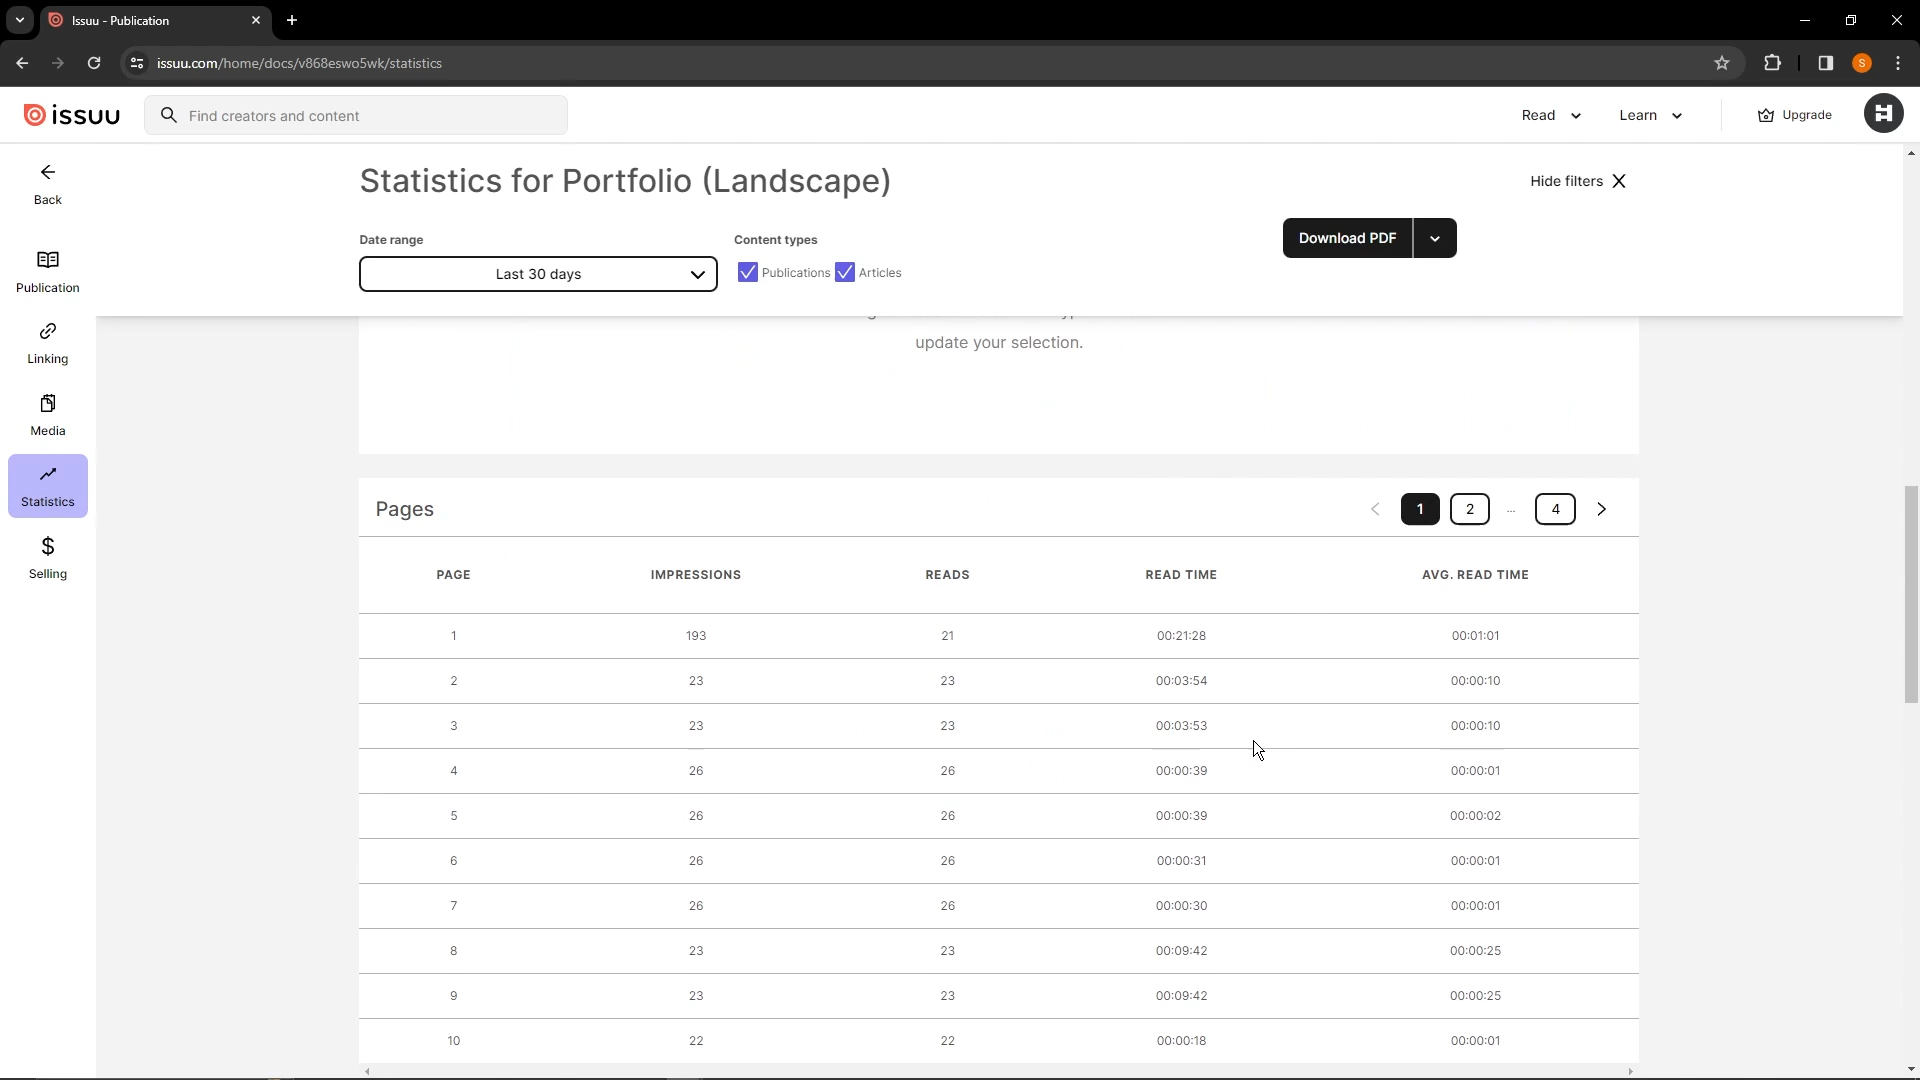 Issuu - Publication
issuu.com/home/docs/v868eswo5wk/statistics
S
issuu
Find creators and content
Read
Learn
Upgrade
Back
Publication
Linking
Media
Statistics
Selling
Statistics for Portfolio (Landscape)
Hide filters
Date range
Content types
Last 30 days
Publications Articles
Download PDF
update your selection.
Pages
1 2 ... 4
PAGE IMPRESSIONS READS READ TIME AVG. READ TIME
1 193 21 00:21:28 00:01:01
2 23 23 00:03:54 00:00:10
3 23 23 00:03:53 00:00:10
4 26 26 00:00:39 00:00:01
5 26 26 00:00:39 00:00:02
6 26 26 00:00:31 00:00:01
7 26 26 00:00:30 00:00:01
8 23 23 00:09:42 00:00:25
9 23 23 00:09:42 00:00:25
10 22 22 00:00:18 00:00:01